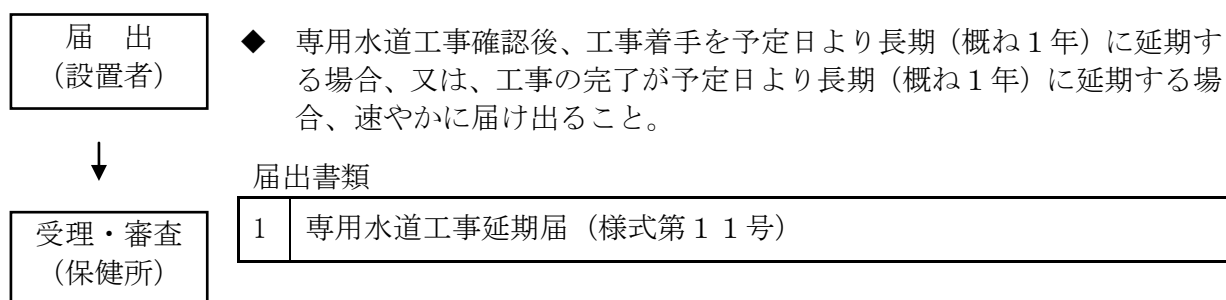 届　出
（設置者）
◆　専用水道工事確認後、工事着手を予定日より長期（概ね１年）に延期す
る場合、又は、工事の完了が予定日より長期（概ね１年）に延期する場
合、速やかに届け出ること。
↓
届出書類
1　専用水道工事延期届（様式第１１号）
受理・審査
（保健所）